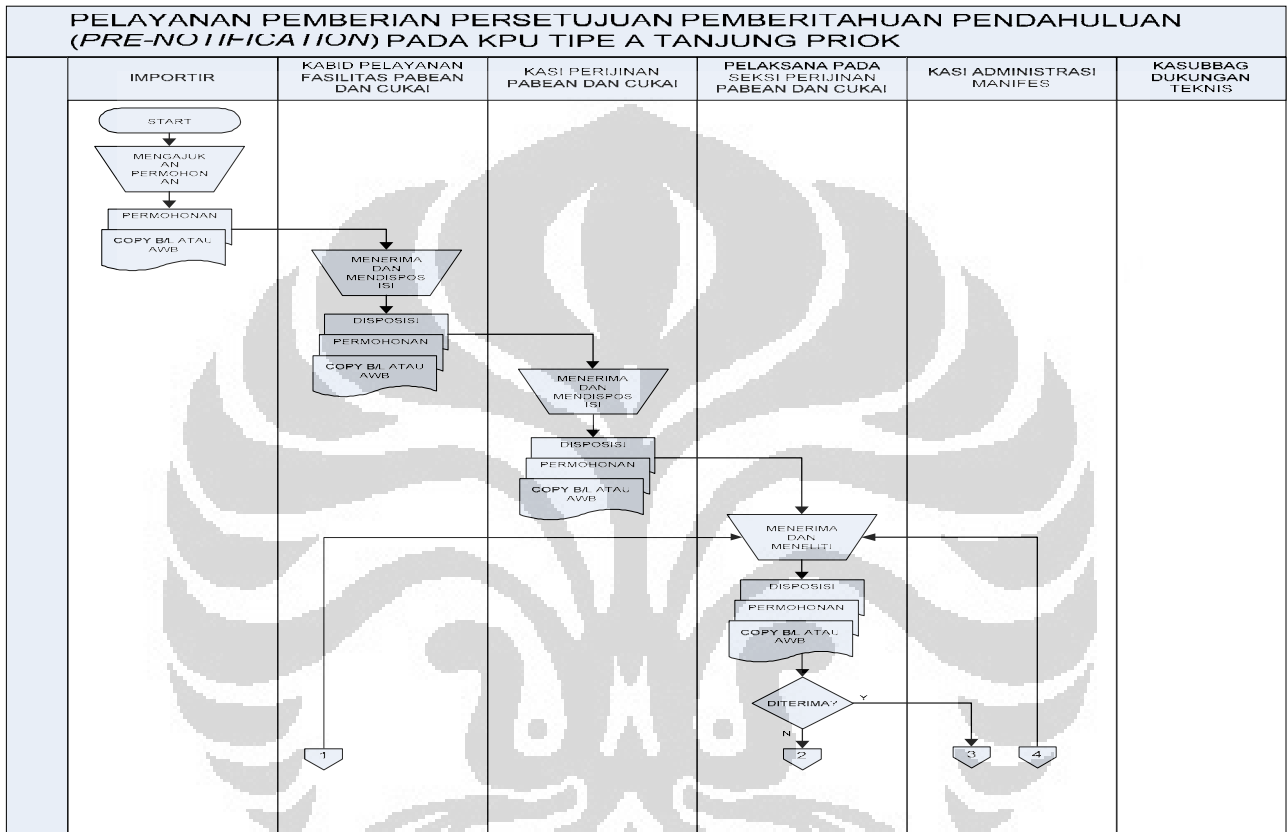 PELAYANAN PEMBERIAN PERSETUJUAN PEMBERITAHUAN PENDAHULUAN
(PRE-NOTIFICATION) PADA KPU TIPE A TANJUNG PRIOK
IMPORTIR
KABID PELAYANAN
FASILITAS PABEAN
DAN CUKAI
KASI PERIJINAN
PABEAN DAN CUKAI
PELAKSANA PADA
SEKSI PERIJINAN
PABEAN DAN CUKAI
KASI ADMINISTRASI
MANIFES
KASUBBAG
DUKUNGAN
TEKNIS
START
MENGAJUK
AN
PERMOHON
AN
PERMOHONAN
COPY B/L ATAU
AWB
MENERIMA
DAN
MENDISPOS
ISI
DISPOSISI
PERMOHONAN
COPY B/L ATAU
AWB
MENERIMA
DAN
MENDISPOS
ISI
DISPOSISI
PERMOHONAN
COPY B/L ATAU
AWB
MENERIMA
DAN
MENELITI
DISPOSISI
PERMOHONAN
COPY B/L ATAU
AWB
DITERIMA?
Y
N
1
2
3
4